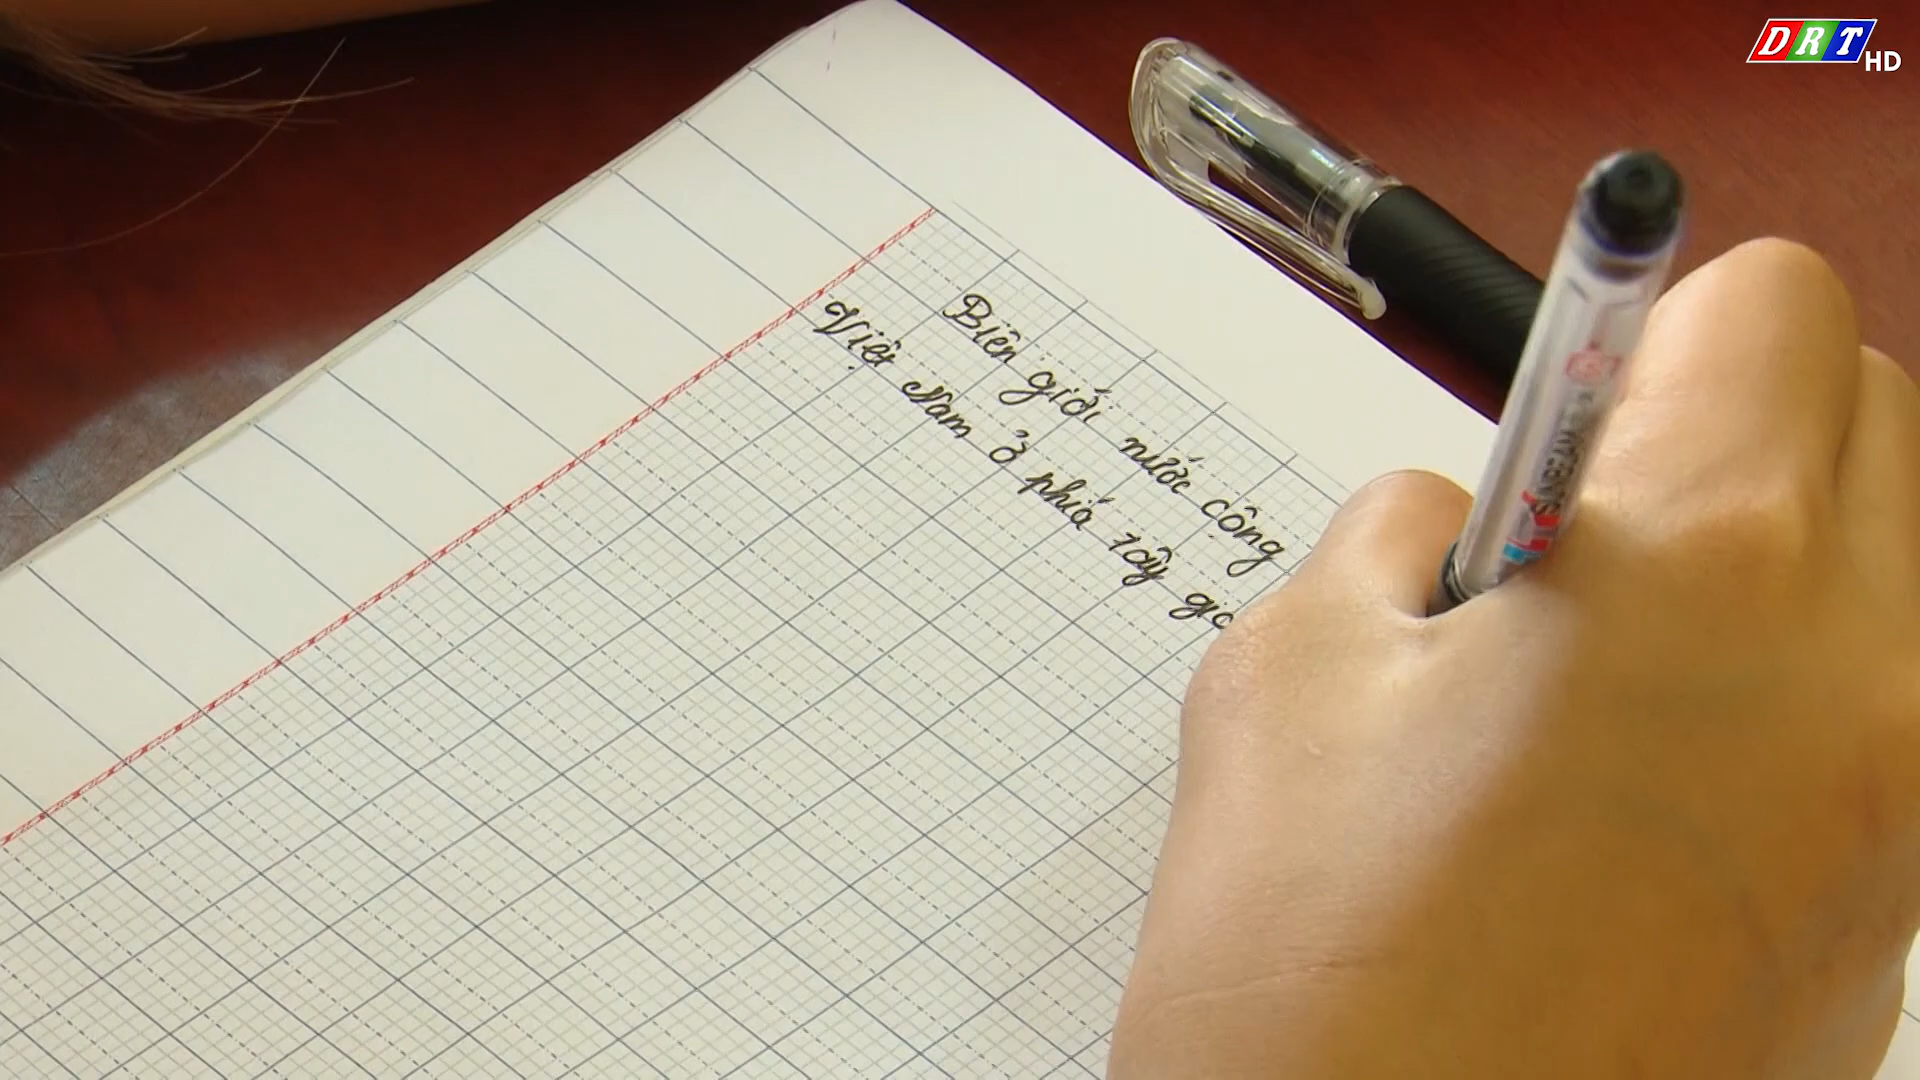 DRT HD
Biên giới nước cộng
Việt Nam ở phía tây